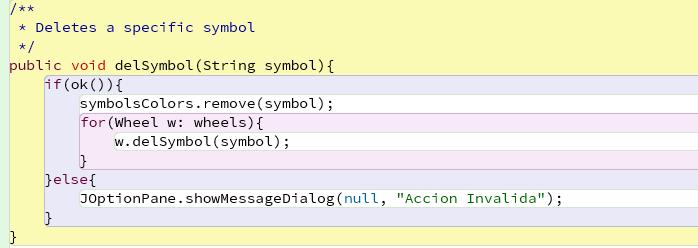 /**
 * Deletes a specific symbol
 */
public void delSymbol(String symbol){
    if(ok()){
        symbolsColors.remove(symbol);
        for(Wheel w: wheels){
            w.delSymbol(symbol);
        }
    }else{
        JOptionPane.showMessageDialog(null, "Accion Invalida");
    }
}